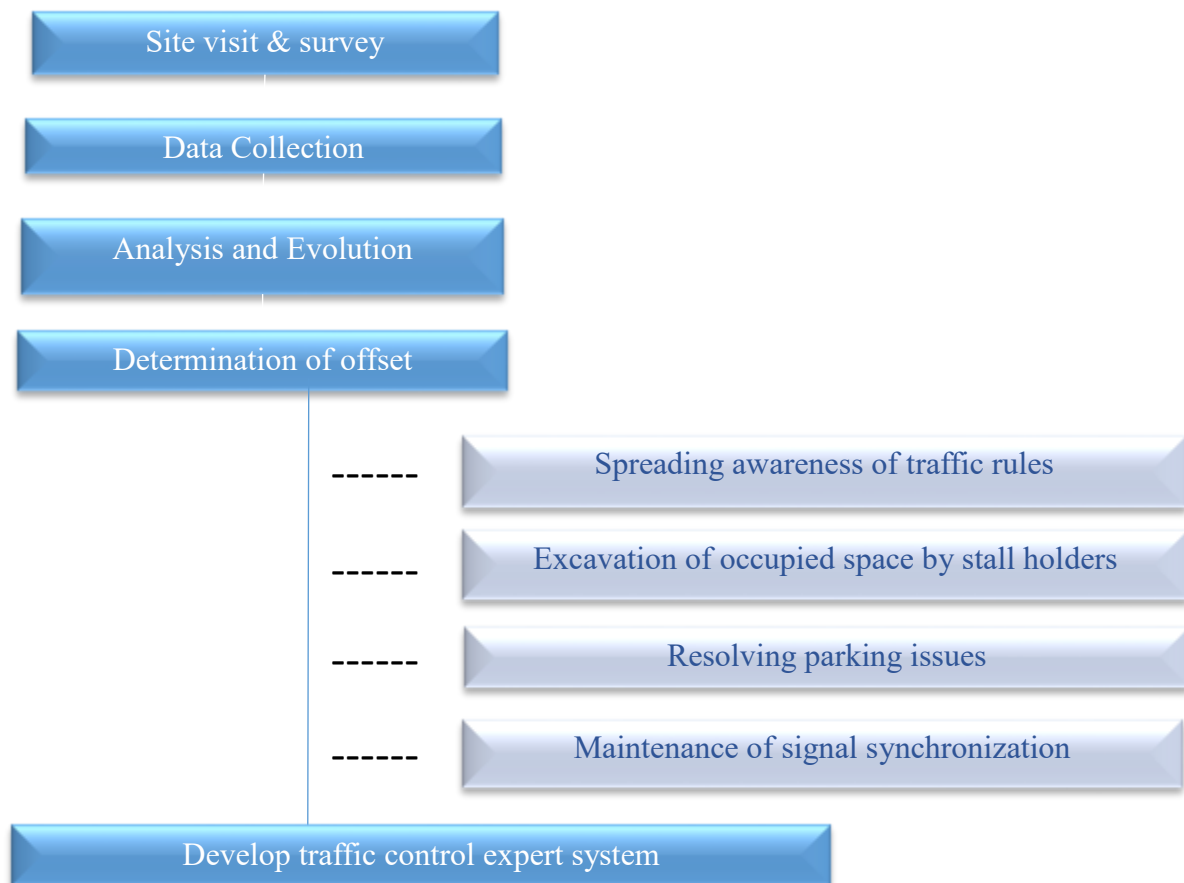 Site visit & survey
Data Collection
Analysis and Evolution
Determination of offset
Spreading awareness of traffic rules
Excavation of occupied space by stall holders
Resolving parking issues
Maintenance of signal synchronization
Develop traffic control expert system